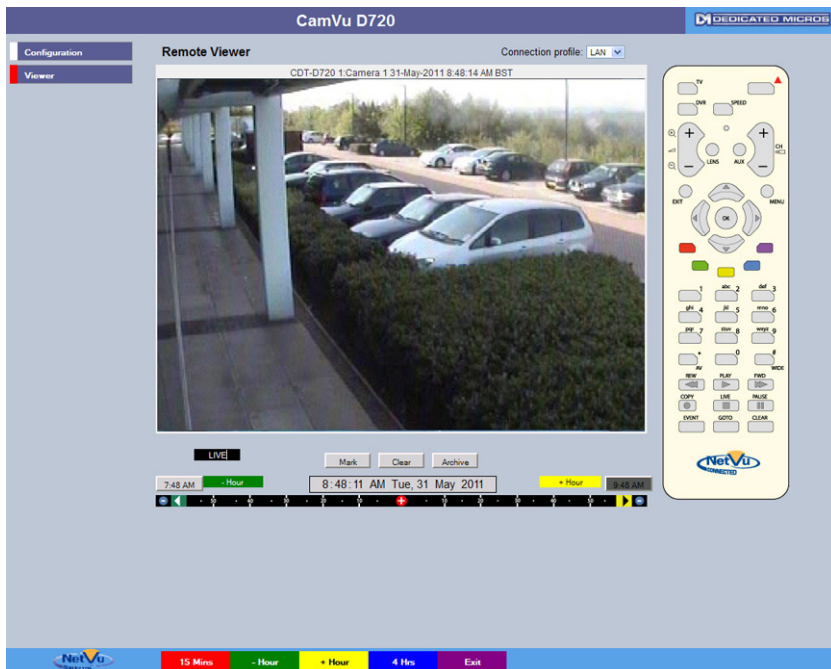 CamVu D720
DEDICATED MICROS
Configuration
Viewer
Remote Viewer
Connection profile: LAN
CDT-D720 1:Camera 1 31-May-2011 8:48:14 AM BST
TV
DVR SPEED
+ +
CH
LENS AUX
- -
EXIT MENU
OK
1 abc 2 def 3
ghi 4 jkl 5 mno 6
pqr 7 stuv 8 wxyz 9
* 0 #
AV WIDE
REW PLAY FWD
COPY LIVE PAUSE
EVENT GOTO CLEAR
NetVu
CONNECTED
LIVE
Mark Clear Archive
7:48 AM - Hour 8:48:11 AM Tue, 31 May 2011 + Hour 9:48 AM
NetVu
15 Mins - Hour + Hour 4 Hrs Exit